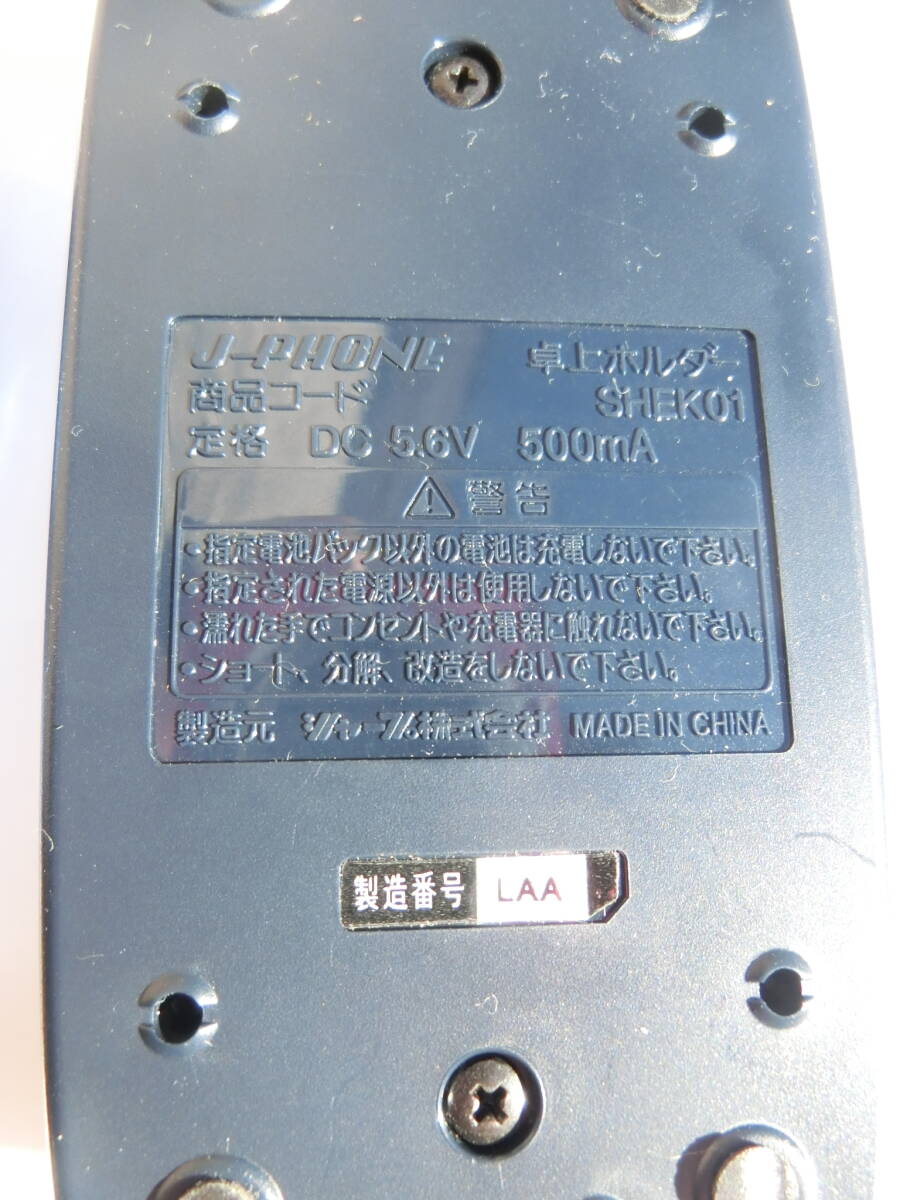 J-PHONE 卓上ホルダー
商品コード SHEK01
定格 DC 5.6V 500mA
⚠ 警告
・指定電池パック以外の電池は充電しないで下さい。
・指定された電源以外は使用しないで下さい。
・濡れた手でコンセントや充電器に触れないで下さい。
・ショート、分解、改造をしないで下さい。
製造元 シャープ株式会社 MADE IN CHINA
製造番号 LAA